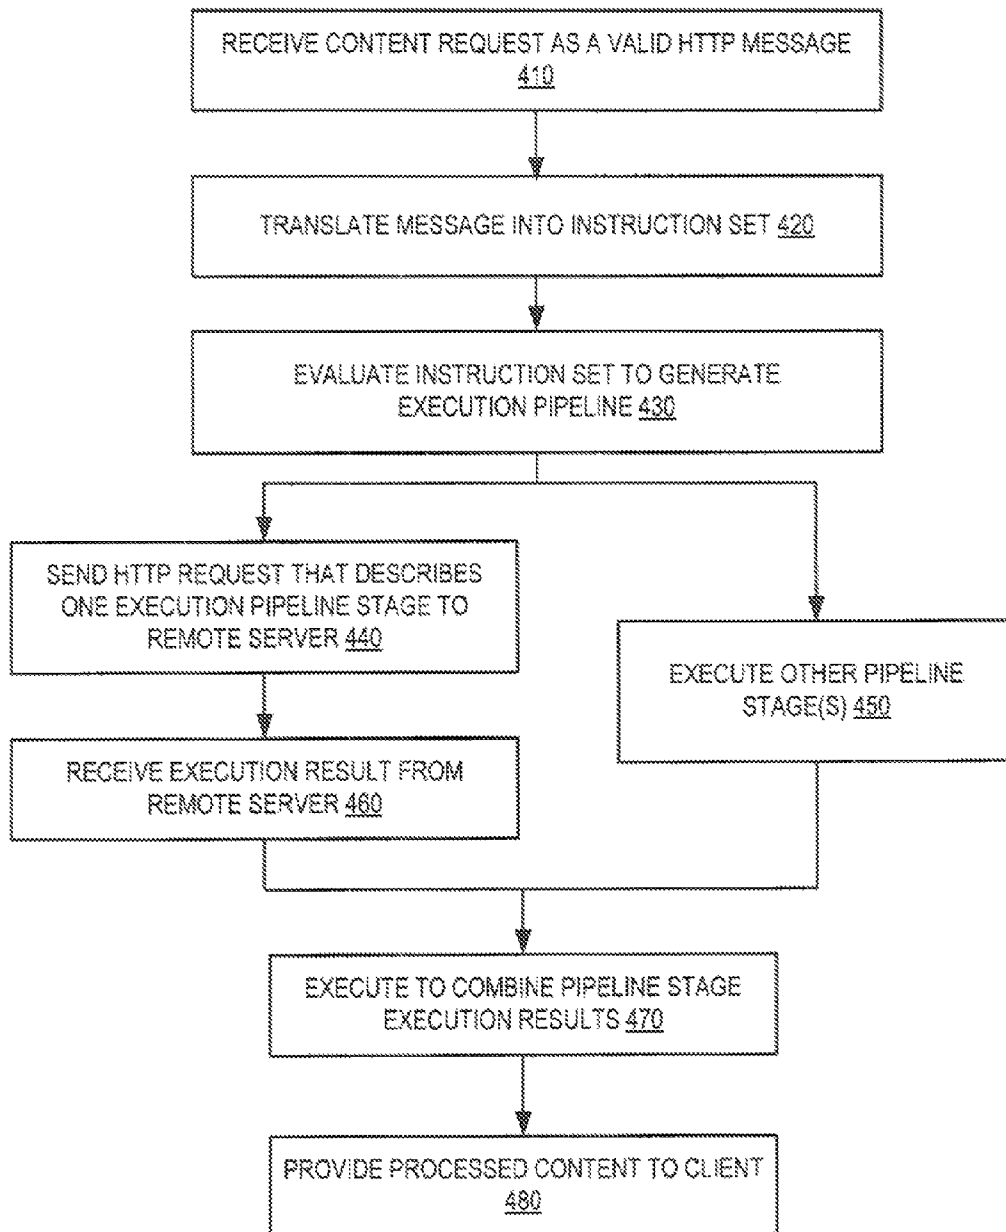 RECEIVE CONTENT REQUEST AS A VALID HTTP MESSAGE
410
TRANSLATE MESSAGE INTO INSTRUCTION SET 420
EVALUATE INSTRUCTION SET TO GENERATE
EXECUTION PIPELINE 430
SEND HTTP REQUEST THAT DESCRIBES
ONE EXECUTION PIPELINE STAGE TO
REMOTE SERVER 440
EXECUTE OTHER PIPELINE
STAGE(S) 450
RECEIVE EXECUTION RESULT FROM
REMOTE SERVER 460
EXECUTE TO COMBINE PIPELINE STAGE
EXECUTION RESULTS 470
PROVIDE PROCESSED CONTENT TO CLIENT
480